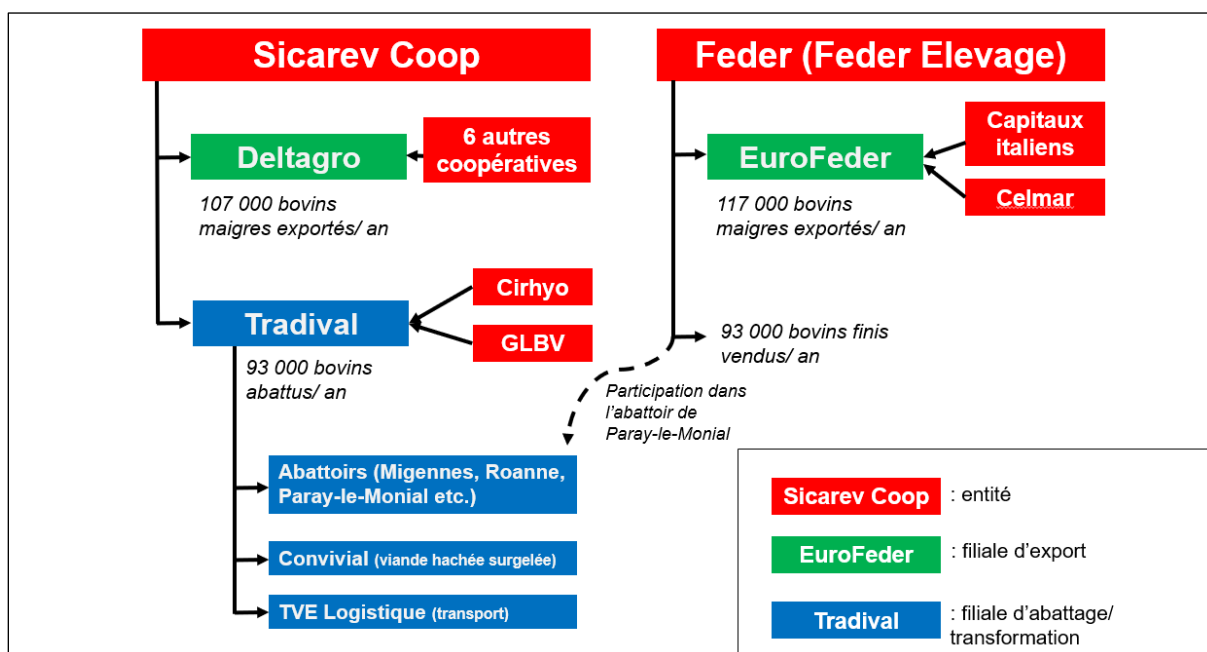 Sicarev Coop
Feder (Feder Elevage)
Deltagro
6 autres
coopératives
107 000 bovins
maigres exportés/ an
EuroFeder
Capitaux
italiens
Celmar
117 000 bovins
maigres exportés/ an
Tradival
Cirhyo
GLBV
93 000 bovins
abattus/ an
93 000 bovins finis
vendus/ an
Participation dans
l'abattoir de
Paray-le-Monial
Abattoirs (Migennes, Roanne,
Paray-le-Monial etc.)
Convivial (viande hachée surgelée)
TVE Logistique (transport)
Sicarev Coop : entité
EuroFeder : filiale d'export
Tradival : filiale d'abattage/
transformation